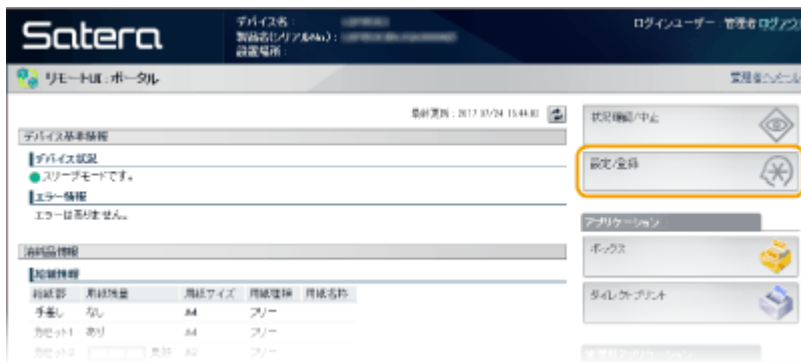 Satera
デバイス名 :
製品名(シリアルNo.) :
設置場所 :
ログインユーザー : 管理者 ログアウト
リモートUI : ポータル
管理者へメール
最終更新 : 2017 07/24 15:44:02
状況確認/中止
デバイス基本情報
デバイス状況
スリープモードです。
設定/登録
エラー情報
エラーはありません。
アプリケーション
消耗品情報
ボックス
給紙情報
給紙部 用紙残量 用紙サイズ 用紙種類 用紙名称
手差し なし A4 フリー
ダイレクトプリント
カセット1 あり A4 フリー
カセット2 A3 フリー